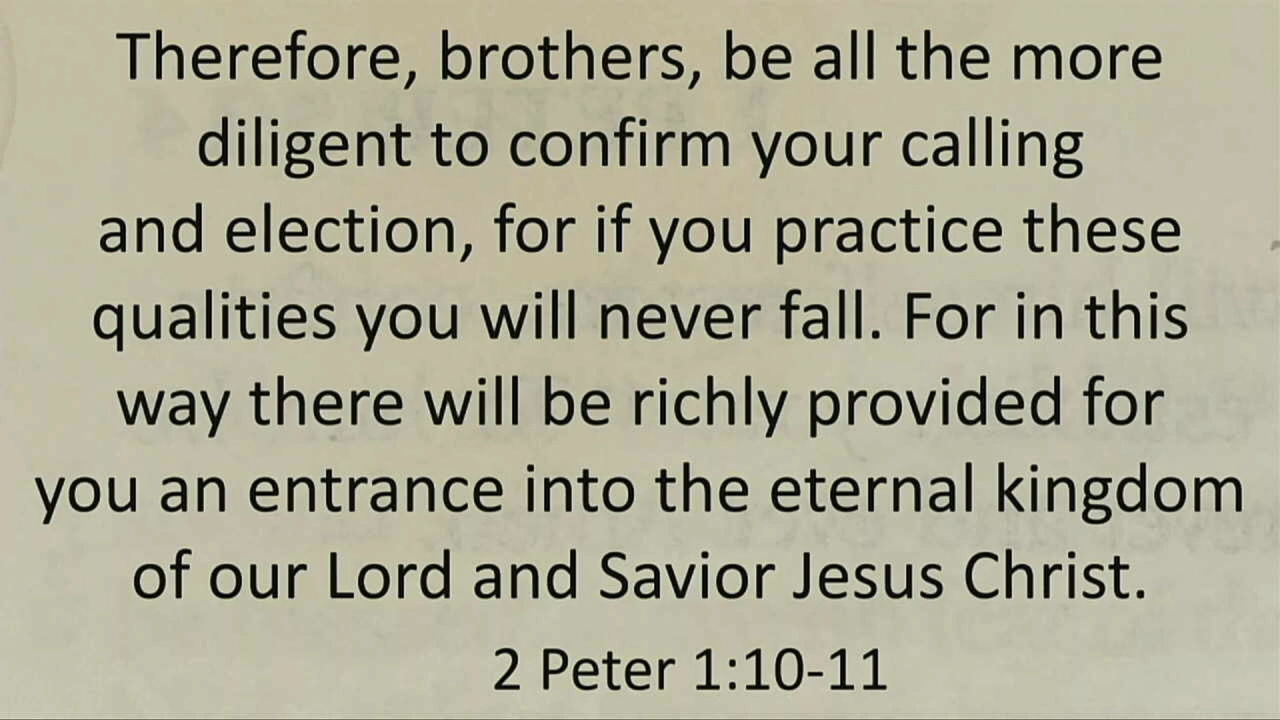 Therefore, brothers, be all the more
diligent to confirm your calling
and election, for if you practice these
qualities you will never fall. For in this
way there will be richly provided for
you an entrance into the eternal kingdom
of our Lord and Savior Jesus Christ.
2 Peter 1:10-11